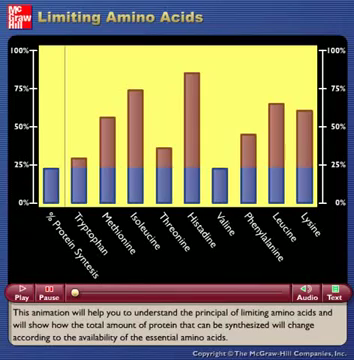 Mc
Graw
Hill
Limiting Amino Acids
100%
75%
50%
25%
0%
100%
75%
50%
25%
0%
% Protein Syntesis
Tryptophan
Methionine
Isoleucine
Threonine
Histadine
Valine
Phenylalanine
Leucine
Lysine
Play
Pause
Audio
Text
This animation will help you to understand the principal of limiting amino acids and
will show how the total amount of protein that can be synthesized will change
according to the availability of the essential amino acids.
Copyright © The McGraw-Hill Companies, Inc.